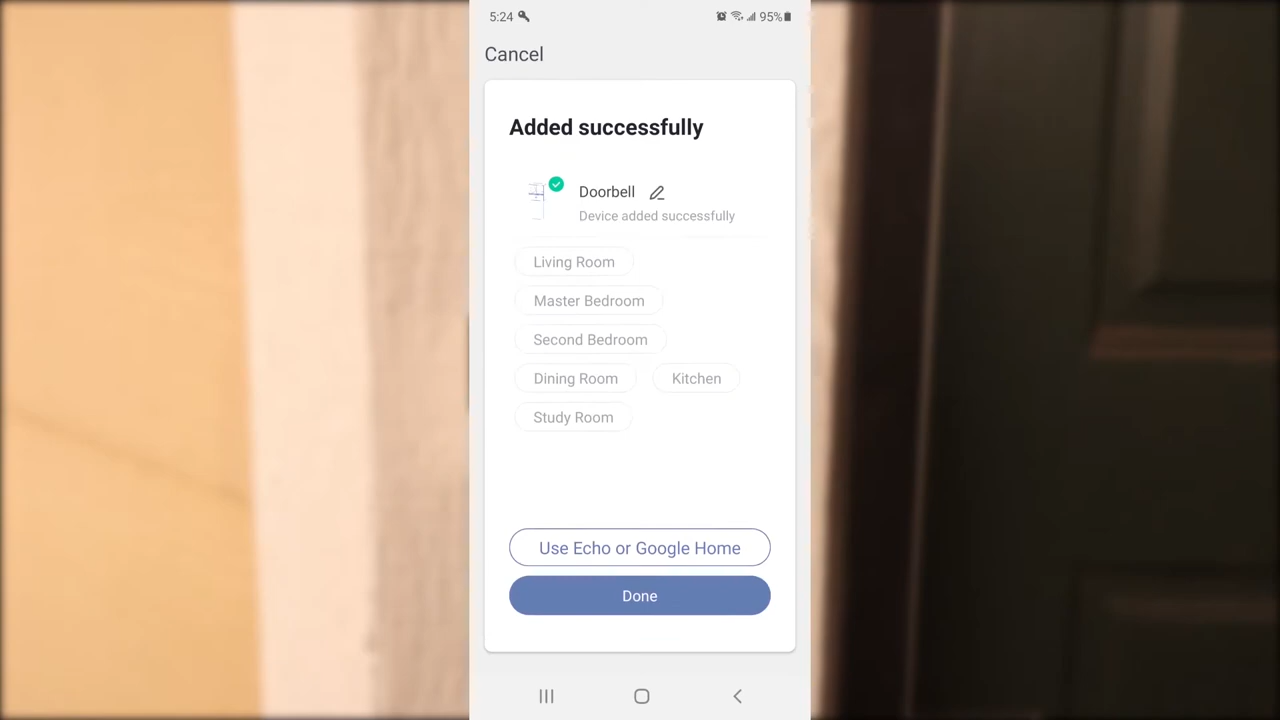 5:24
95%
Cancel
Added successfully
Doorbell
Device added successfully
Living Room
Master Bedroom
Second Bedroom
Dining Room Kitchen
Study Room
Use Echo or Google Home
Done